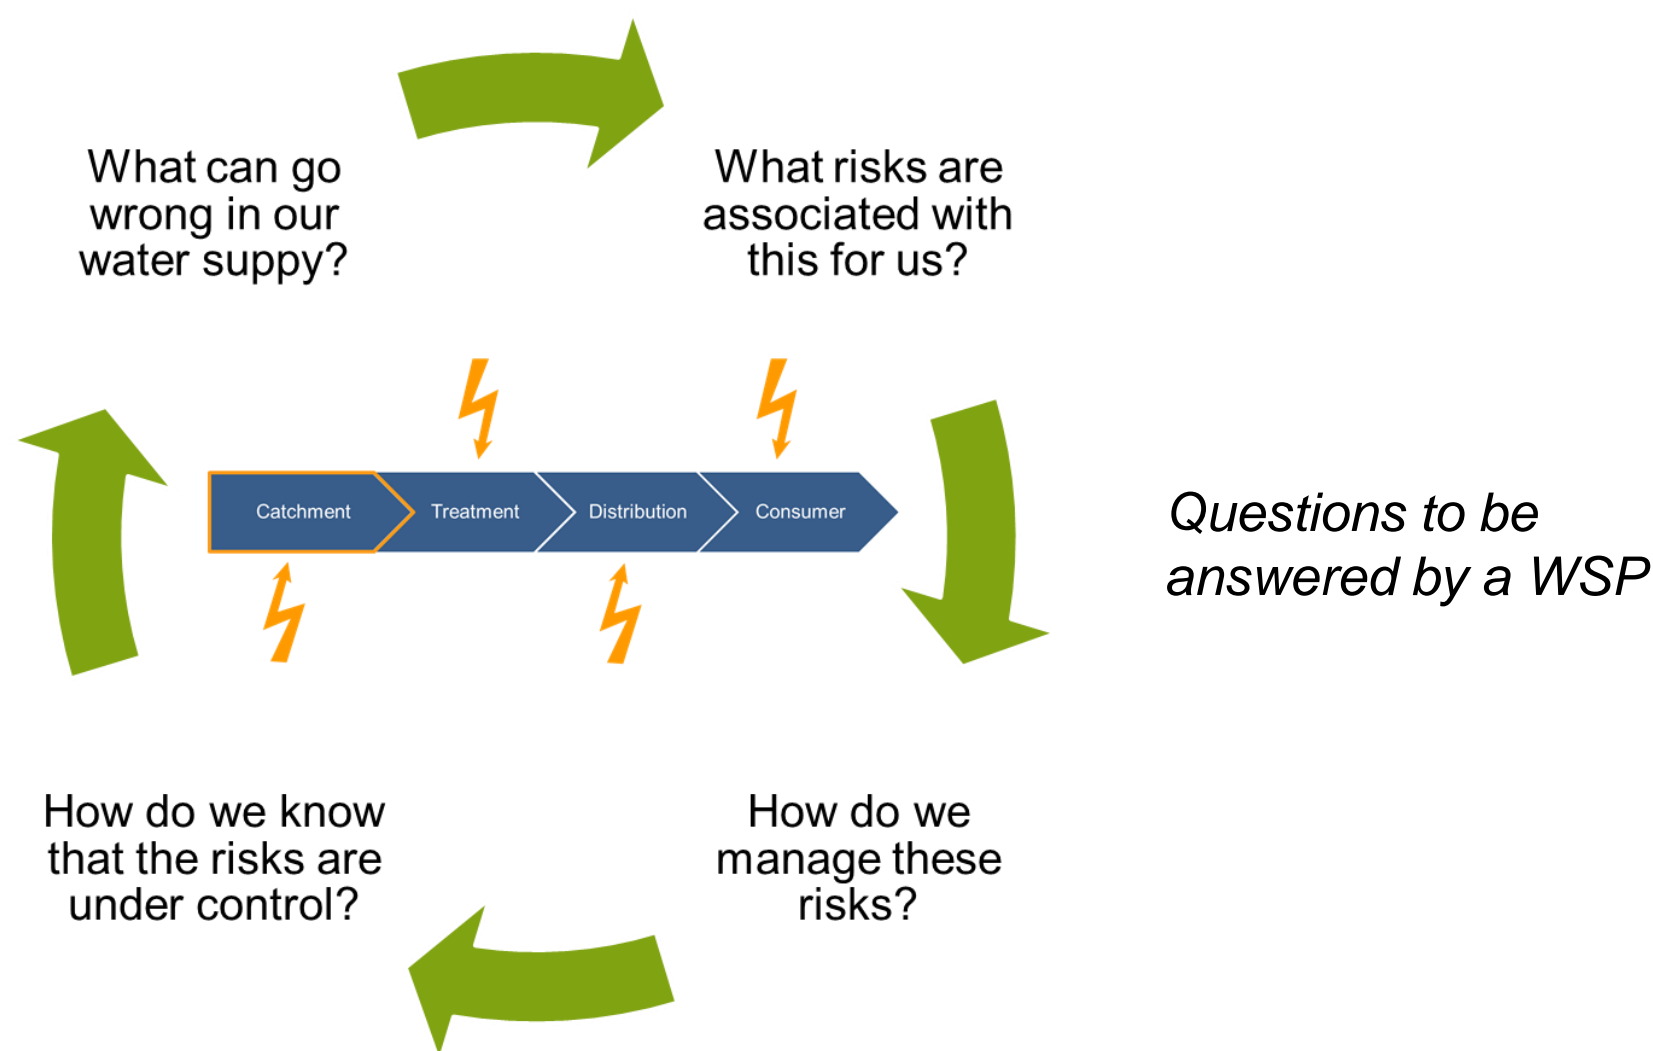 What can go
wrong in our
water suppy?
What risks are
associated with
this for us?
Catchment
Treatment
Distribution
Consumer
Questions to be
answered by a WSP
How do we know
that the risks are
under control?
How do we
manage these
risks?